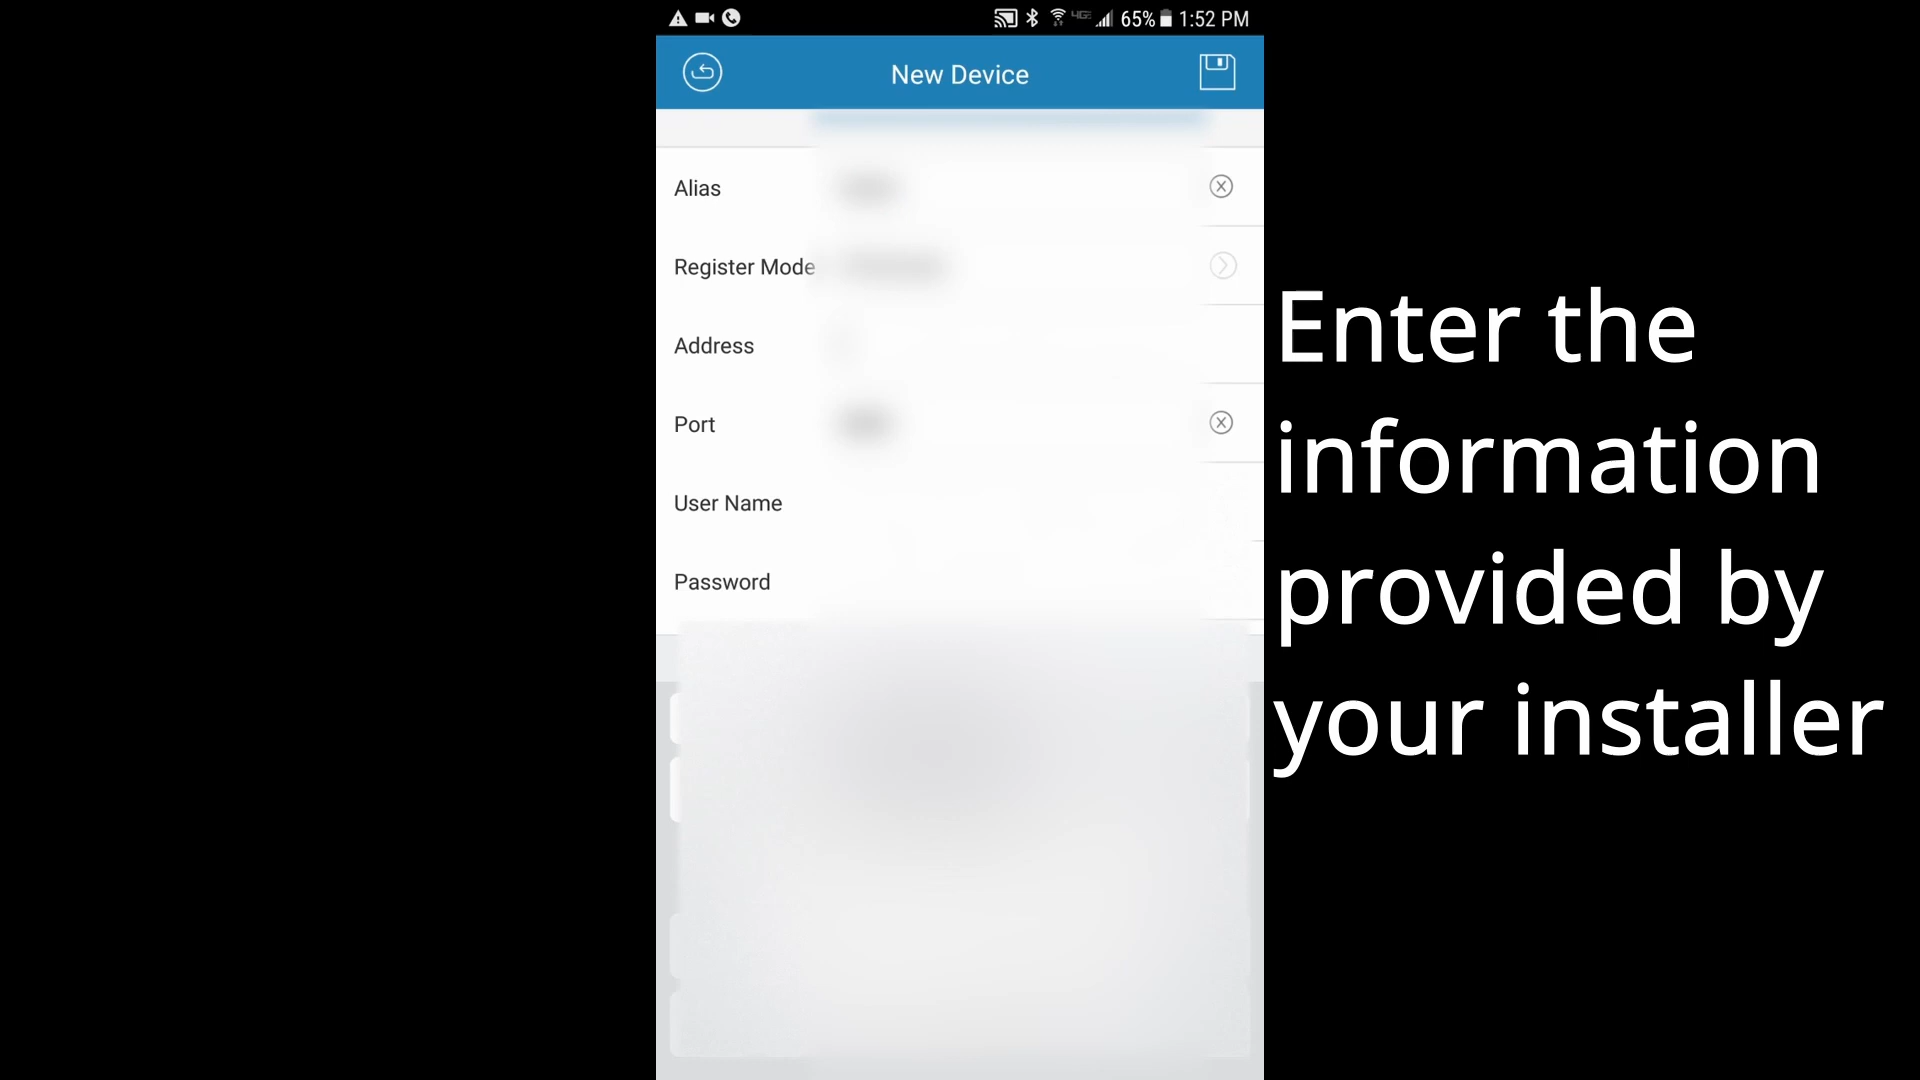 65% 1:52 PM
New Device
Alias
Register Mode
Address
Port
User Name
Password
Enter the
information
provided by
your installer